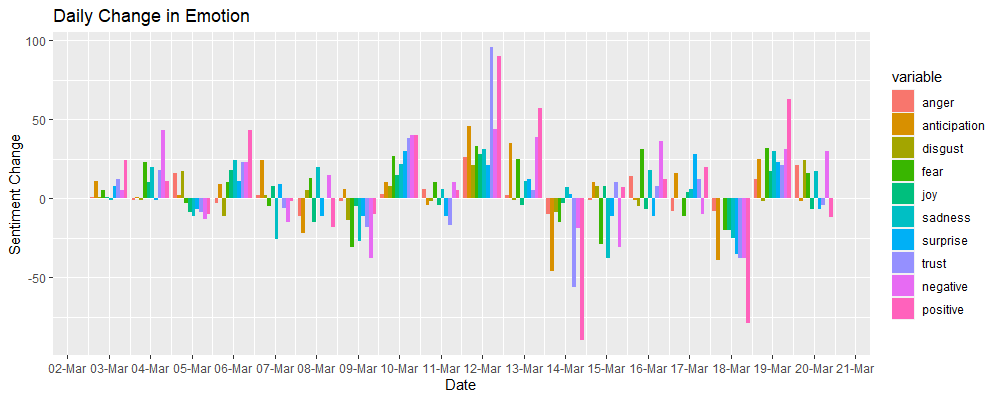 Daily Change in Emotion
100
50
0
-50
Sentiment Change
02-Mar 03-Mar 04-Mar 05-Mar 06-Mar 07-Mar 08-Mar 09-Mar 10-Mar 11-Mar 12-Mar 13-Mar 14-Mar 15-Mar 16-Mar 17-Mar 18-Mar 19-Mar 20-Mar 21-Mar
Date
variable
anger
anticipation
disgust
fear
joy
sadness
surprise
trust
negative
positive